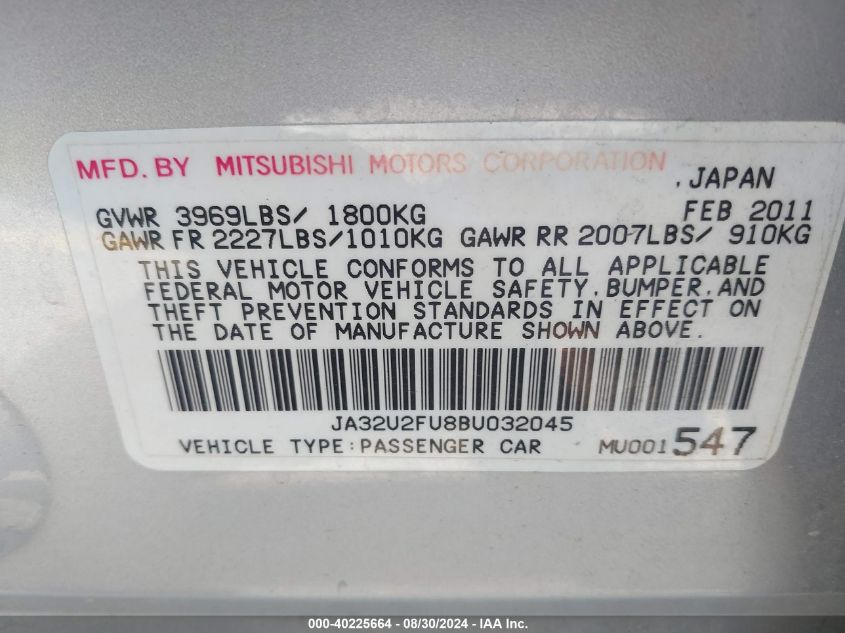 MFD. BY MITSUBISHI MOTORS CORPORATION
, JAPAN
GVWR 3969LBS/ 1800KG FEB 2011
GAWR FR 2227LBS/1010KG GAWR RR 2007LBS/ 910KG
THIS VEHICLE CONFORMS TO ALL APPLICABLE
FEDERAL MOTOR VEHICLE SAFETY, BUMPER, AND
THEFT PREVENTION STANDARDS IN EFFECT ON
THE DATE OF MANUFACTURE SHOWN ABOVE.
JA32U2FU8BU032045
VEHICLE TYPE:PASSENGER CAR MU001547
000-40225664 - 08/30/2024 - IAA Inc.